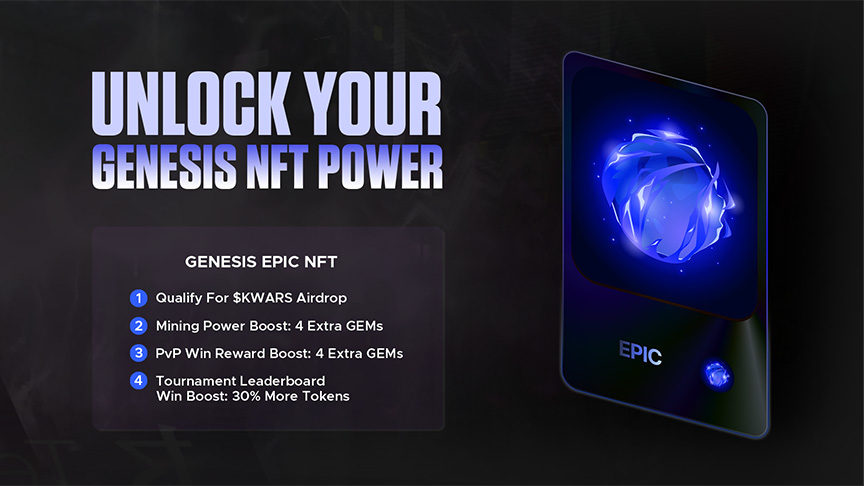 UNLOCK YOUR
GENESIS NFT POWER
GENESIS EPIC NFT
1 Qualify For $KWARS Airdrop
2 Mining Power Boost: 4 Extra GEMs
3 PvP Win Reward Boost: 4 Extra GEMs
4 Tournament Leaderboard
Win Boost: 30% More Tokens
EPIC